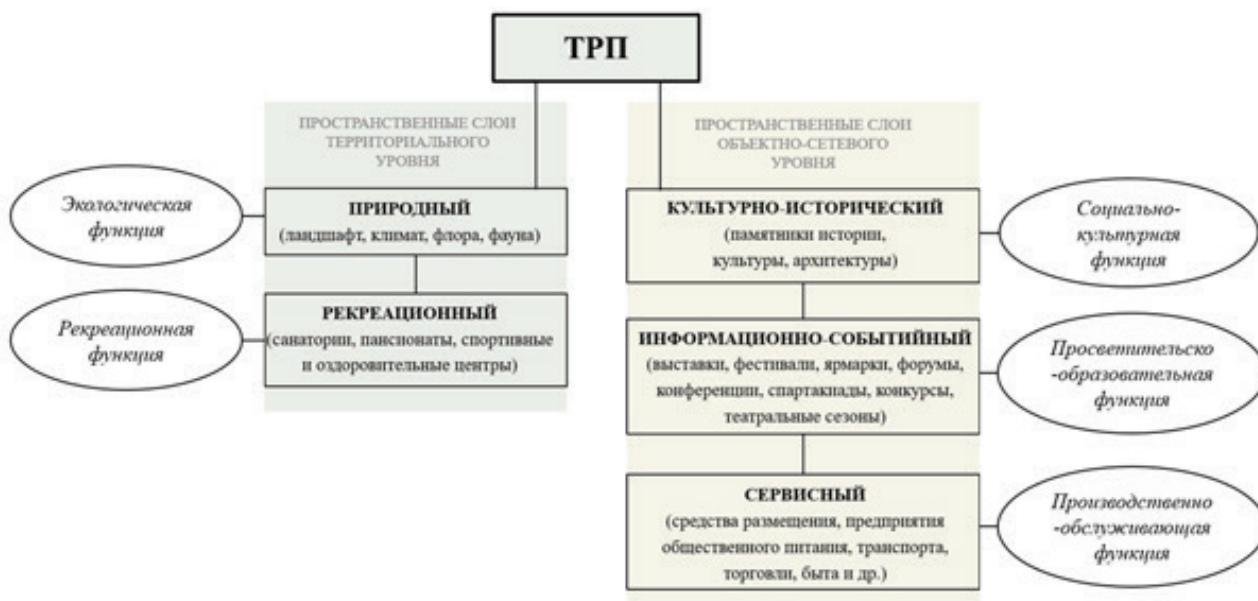 ТРП
ПРОСТРАНСТВЕННЫЕ СЛОИ
ТЕРРИТОРИАЛЬНОГО
УРОВНЯ
Экологическая
функция
ПРИРОДНЫЙ
(ландшафт, климат, флора, фауна)
Рекреационная
функция
РЕКРЕАЦИОННЫЙ
(санатории, пансионаты, спортивные
и оздоровительные центры)
ПРОСТРАНСТВЕННЫЕ СЛОИ
ОБЪЕКТНО-СЕТЕВОГО
УРОВНЯ
КУЛЬТУРНО-ИСТОРИЧЕСКИЙ
(памятники истории,
культуры, архитектуры)
Социально-
культурная
функция
ИНФОРМАЦИОННО-СОБЫТИЙНЫЙ
(выставки, фестивали, ярмарки, форумы,
конференции, спартакиады, конкурсы,
театральные сезоны)
Просветительско
-образовательная
функция
СЕРВИСНЫЙ
(средства размещения, предприятия
общественного питания, транспорта,
торговли, быта и др.)
Производственно
-обслуживающая
функция